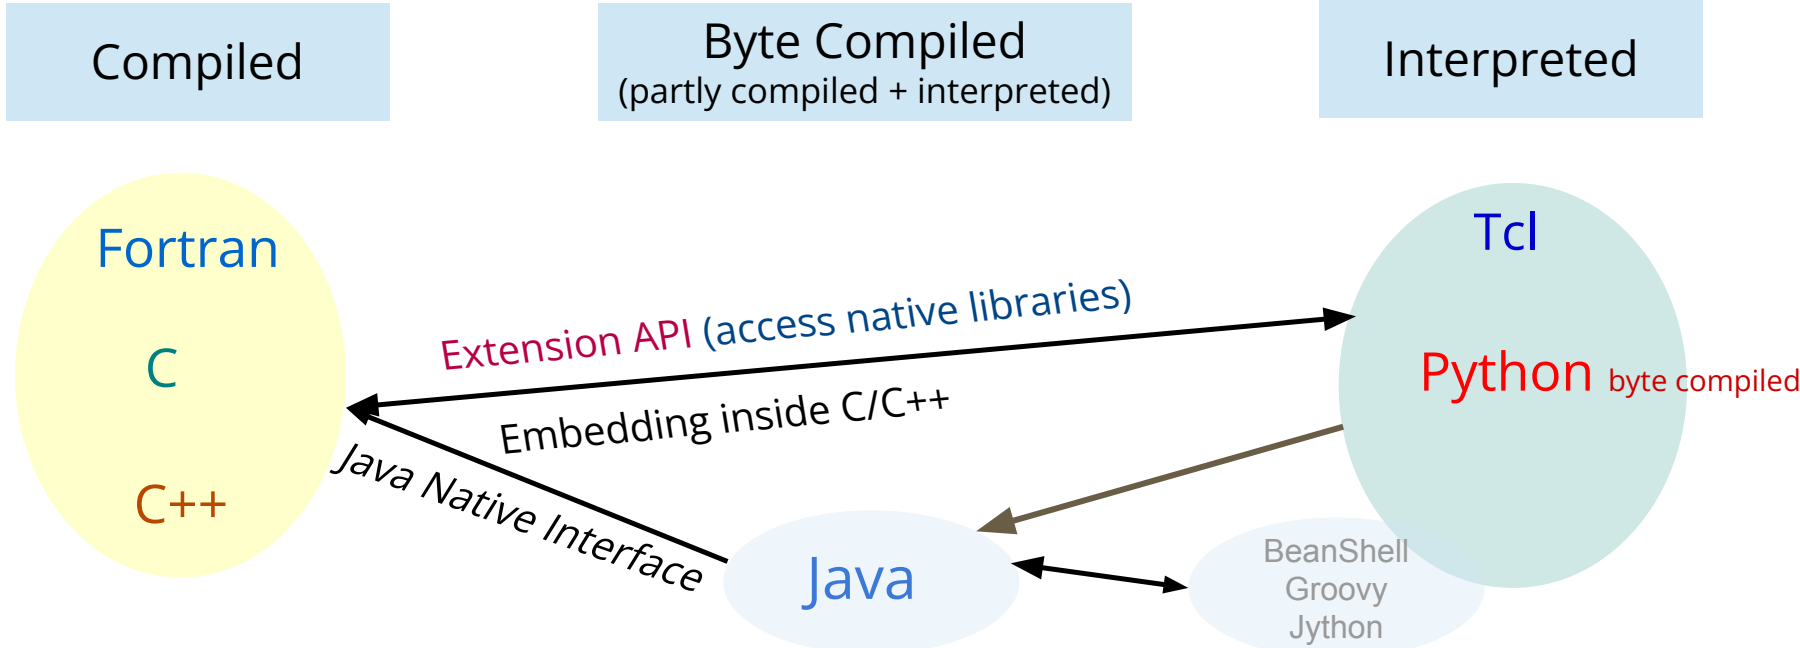 Compiled
Byte Compiled
(partly compiled + interpreted)
Interpreted
Fortran
C
C++
Extension API (access native libraries)
Embedding inside C/C++
Java Native Interface
Java
Tcl
Python byte compiled
BeanShell
Groovy
Jython